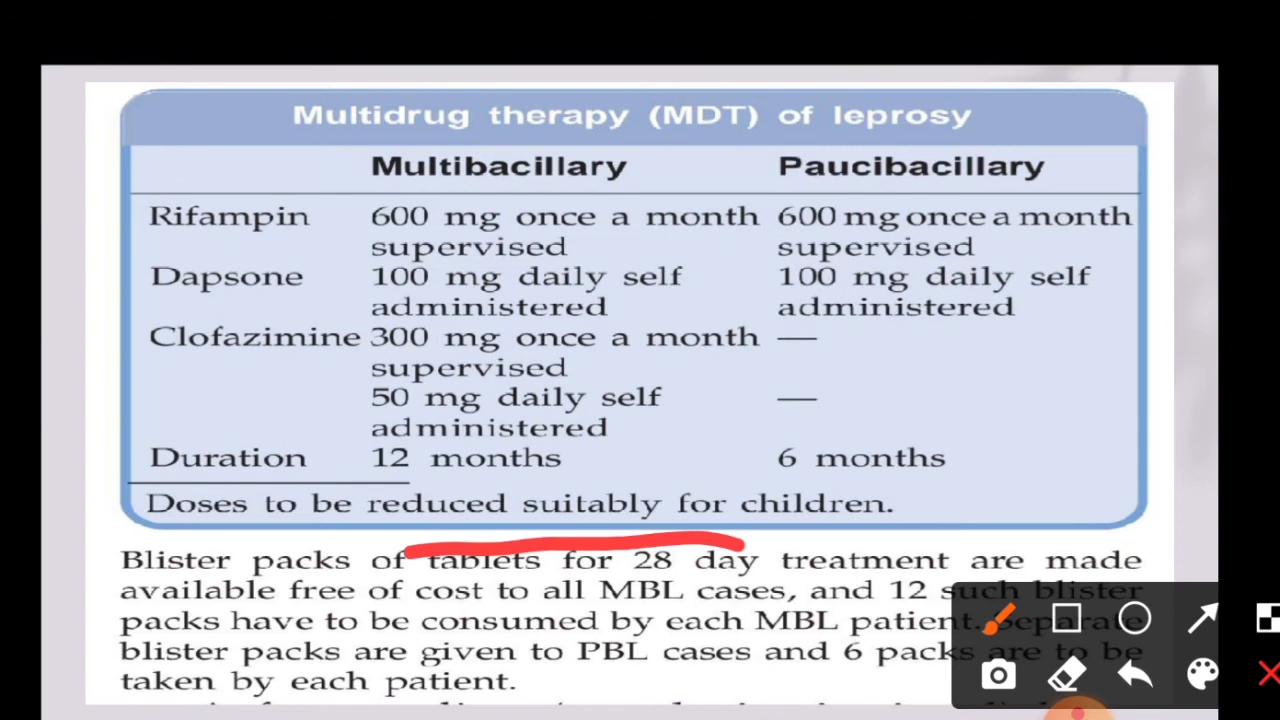 Multidrug therapy (MDT) of leprosy
Multibacillary Paucibacillary
Rifampin 600 mg once a month 600 mg once a month
supervised supervised
Dapsone 100 mg daily self 100 mg daily self
administered administered
Clofazimine 300 mg once a month —
supervised
50 mg daily self —
administered
Duration 12 months 6 months
Doses to be reduced suitably for children.
Blister packs of tablets for 28 day treatment are made
available free of cost to all MBL cases, and 12 such blister
packs have to be consumed by each MBL patient. Separate
blister packs are given to PBL cases and 6 packs are to be
taken by each patient.